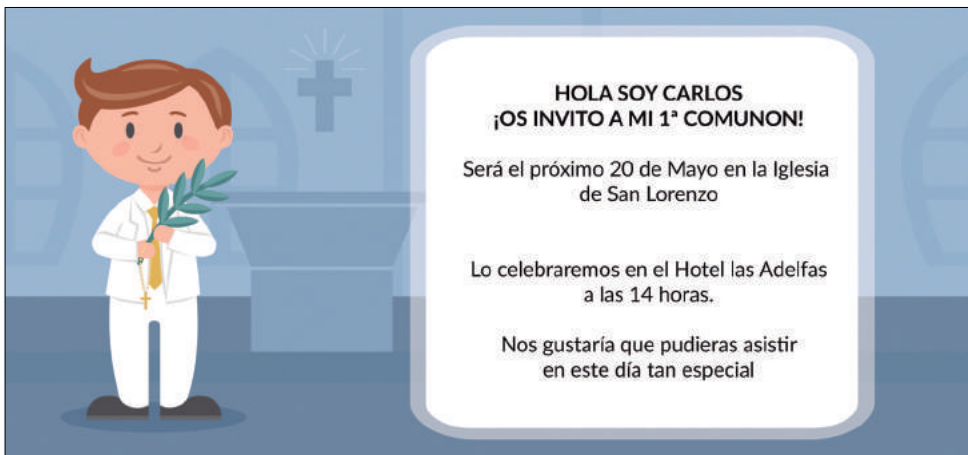 HOLA SOY CARLOS
¡OS INVITO A MI 1ª COMUNON!
Será el próximo 20 de Mayo en la Iglesia
de San Lorenzo
Lo celebraremos en el Hotel las Adelfas
a las 14 horas.
Nos gustaría que pudieras asistir
en este día tan especial